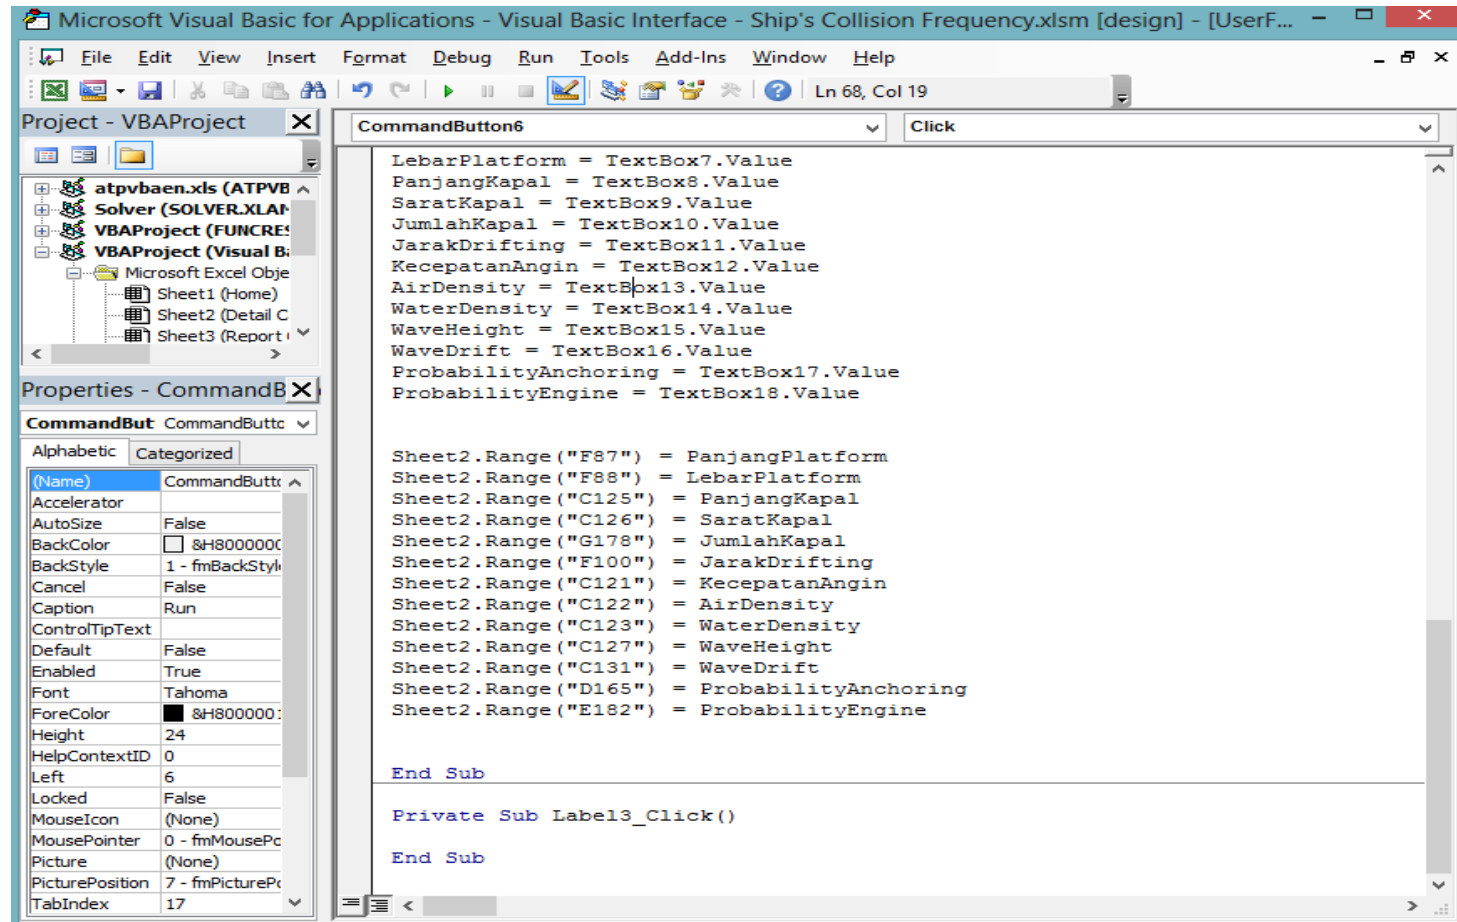 Microsoft Visual Basic for Applications - Visual Basic Interface - Ship's Collision Frequency.xlsm [design] - [UserF...
File Edit View Insert Format Debug Run Tools Add-Ins Window Help
Ln 68, Col 19
Project - VBAProject
atpvbaen.xls (ATPVB
Solver (SOLVER.XLAM
VBAProject (FUNCRES
VBAProject (Visual Ba
Microsoft Excel Obje
Sheet1 (Home)
Sheet2 (Detail C
Sheet3 (Report
Properties - CommandB
CommandBut CommandButto
Alphabetic Categorized
(Name) CommandButto
Accelerator
AutoSize False
BackColor &H8000000
BackStyle 1 - fmBackStyle
Cancel False
Caption Run
ControlTipText
Default False
Enabled True
Font Tahoma
ForeColor &H8000001
Height 24
HelpContextID 0
Left 6
Locked False
MouseIcon (None)
MousePointer 0 - fmMousePo
Picture (None)
PicturePosition 7 - fmPicturePo
TabIndex 17
CommandButton6 Click
LebarPlatform = TextBox7.Value
PanjangKapal = TextBox8.Value
SaratKapal = TextBox9.Value
JumlahKapal = TextBox10.Value
JarakDrifting = TextBox11.Value
KecepatanAngin = TextBox12.Value
AirDensity = TextBox13.Value
WaterDensity = TextBox14.Value
WaveHeight = TextBox15.Value
WaveDrift = TextBox16.Value
ProbabilityAnchoring = TextBox17.Value
ProbabilityEngine = TextBox18.Value
Sheet2.Range("F87") = PanjangPlatform
Sheet2.Range("F88") = LebarPlatform
Sheet2.Range("C125") = PanjangKapal
Sheet2.Range("C126") = SaratKapal
Sheet2.Range("G178") = JumlahKapal
Sheet2.Range("F100") = JarakDrifting
Sheet2.Range("C121") = KecepatanAngin
Sheet2.Range("C122") = AirDensity
Sheet2.Range("C123") = WaterDensity
Sheet2.Range("C127") = WaveHeight
Sheet2.Range("C131") = WaveDrift
Sheet2.Range("D165") = ProbabilityAnchoring
Sheet2.Range("E182") = ProbabilityEngine
End Sub
Private Sub Label3_Click()
End Sub